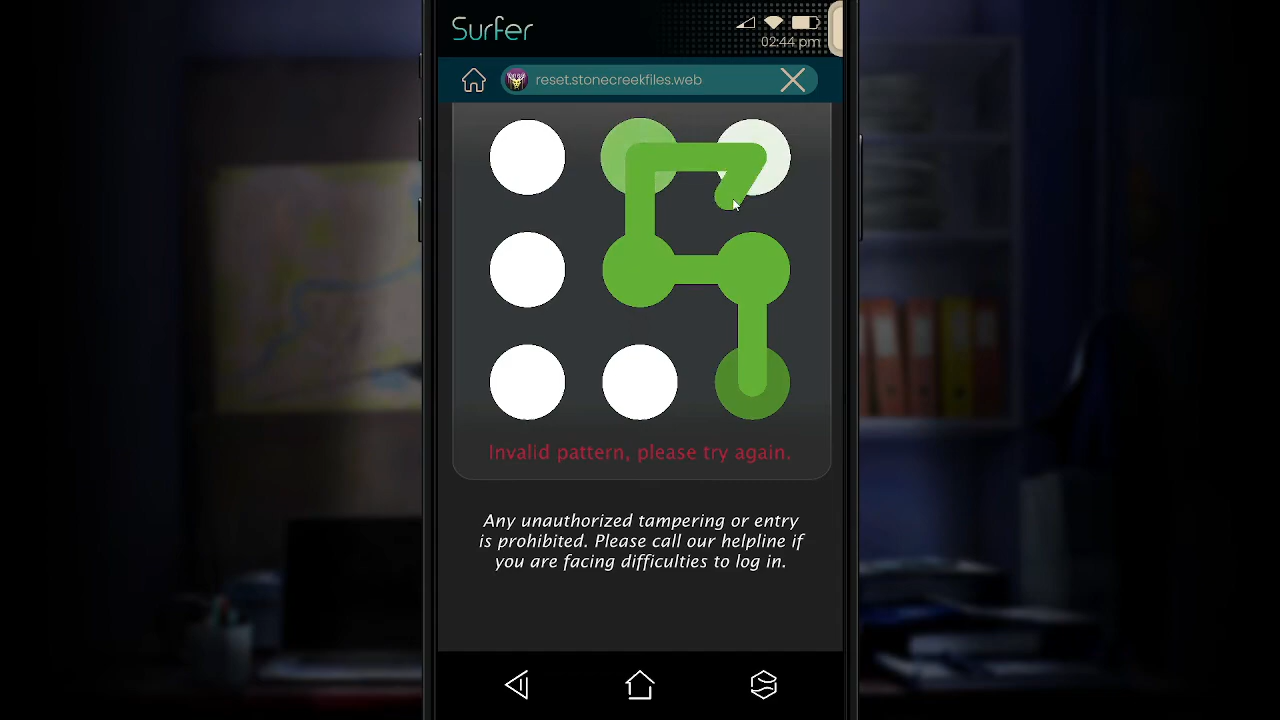 Surfer
02:44 pm
reset.stonecreekfiles.web
Invalid pattern, please try again.
Any unauthorized tampering or entry
is prohibited. Please call our helpline if
you are facing difficulties to log in.